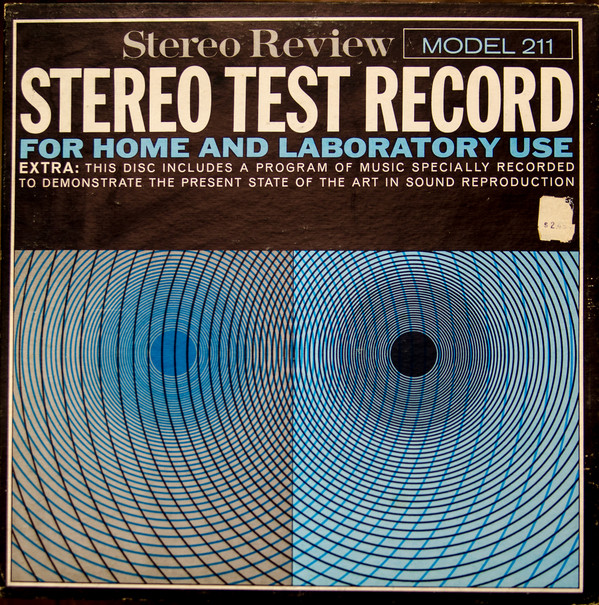 Stereo Review MODEL 211
STEREO TEST RECORD
FOR HOME AND LABORATORY USE
EXTRA: THIS DISC INCLUDES A PROGRAM OF MUSIC SPECIALLY RECORDED
TO DEMONSTRATE THE PRESENT STATE OF THE ART IN SOUND REPRODUCTION